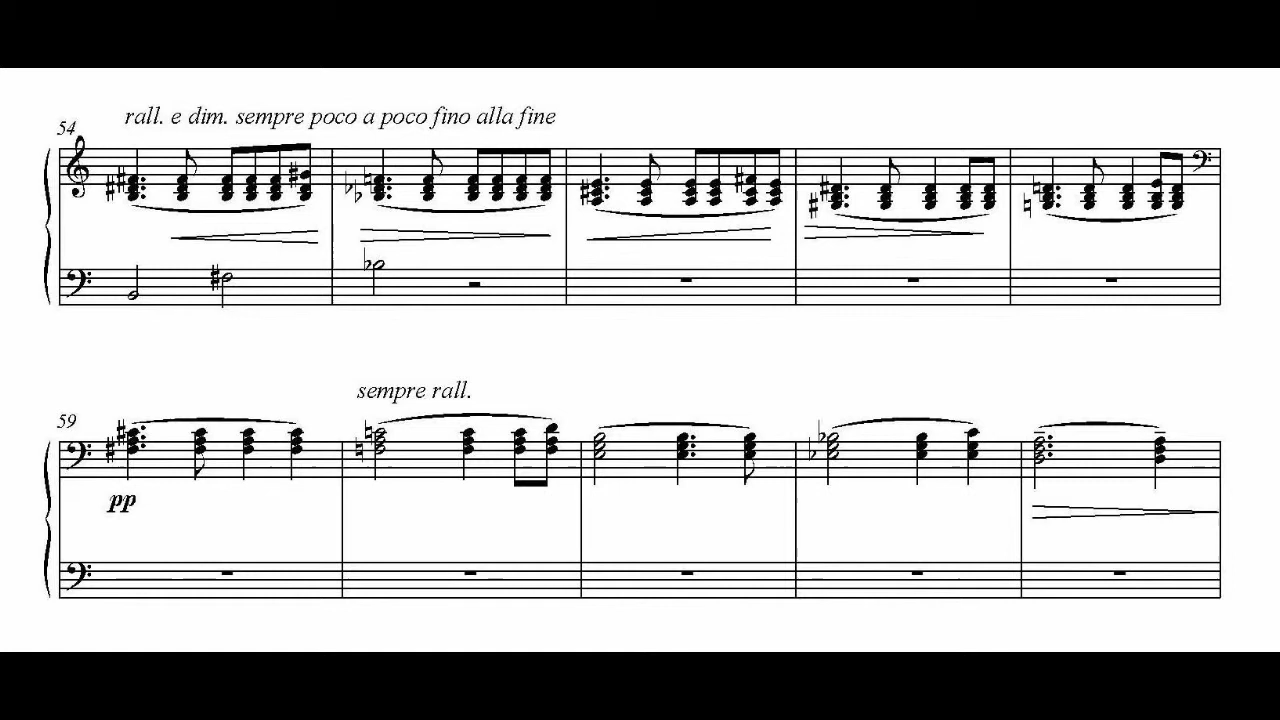 rall. e dim. sempre poco a poco fino alla fine
54
sempre rall.
59
pp